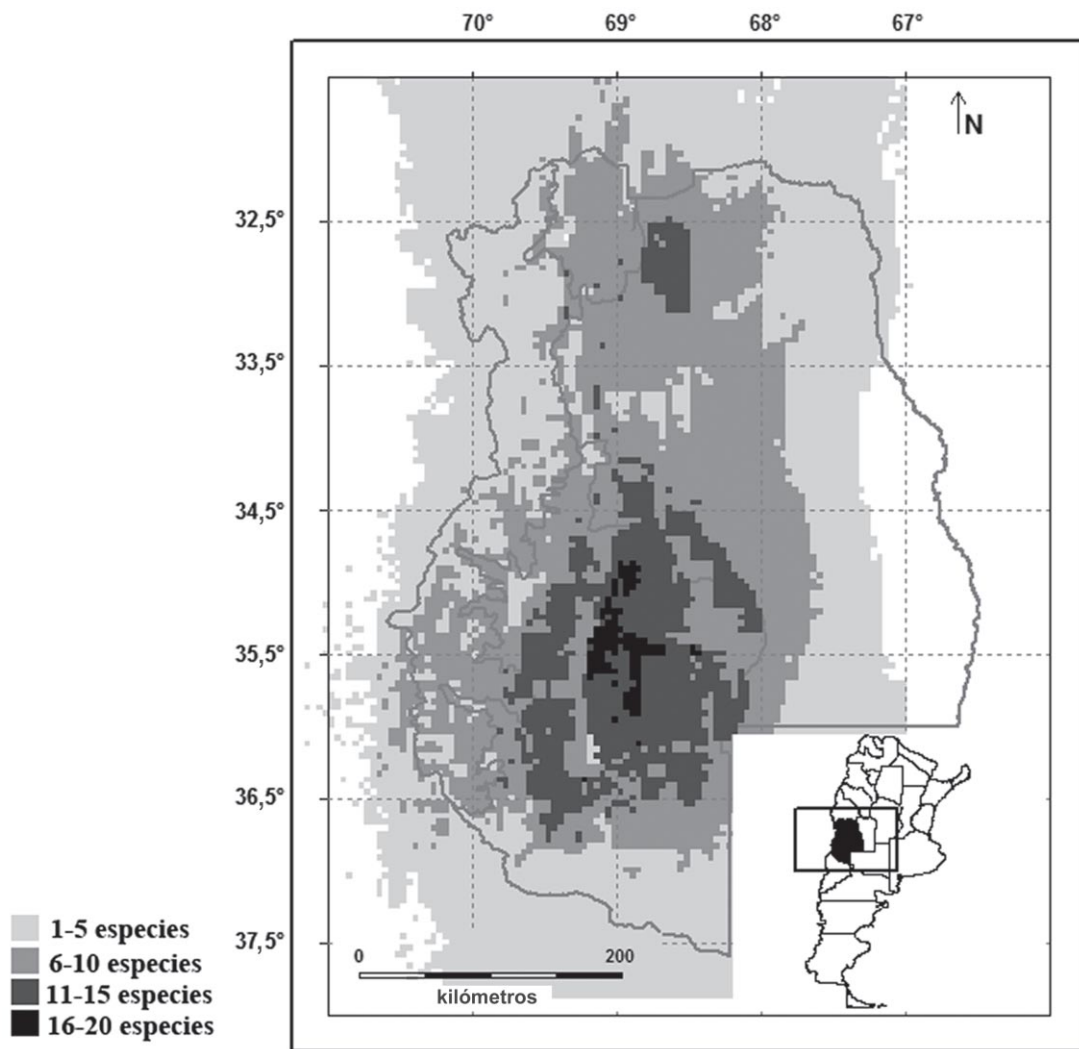 70° 69° 68° 67°
N
32,5°
33,5°
34,5°
35,5°
36,5°
37,5°
0 200
kilómetros
1-5 especies
6-10 especies
11-15 especies
16-20 especies